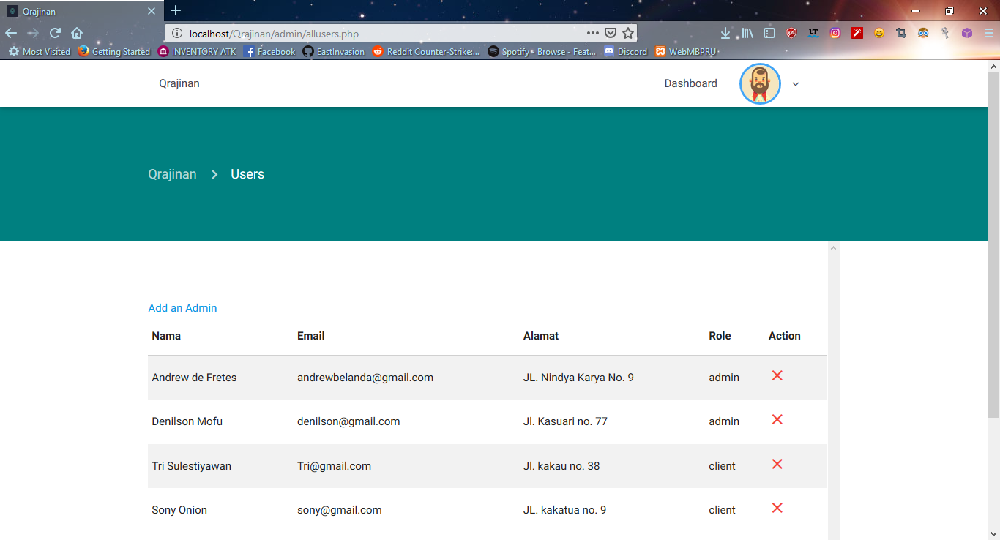 Qrajinan
localhost/Qrajinan/admin/allusers.php
Most Visited Getting Started INVENTORY ATK Facebook EastInvasion Reddit Counter-Strike:... Spotify - Browse - Feat... Discord WebMBPRU
Qrajinan Dashboard
Qrajinan > Users
Add an Admin
Nama Email Alamat Role Action
Andrew de Fretes andrewbelanda@gmail.com JL. Nindya Karya No. 9 admin
Denilson Mofu denilson@gmail.com Jl. Kasuari no. 77 admin
Tri Sulestiyawan Tri@gmail.com Jl. kakau no. 38 client
Sony Onion sony@gmail.com JL. kakatua no. 9 client